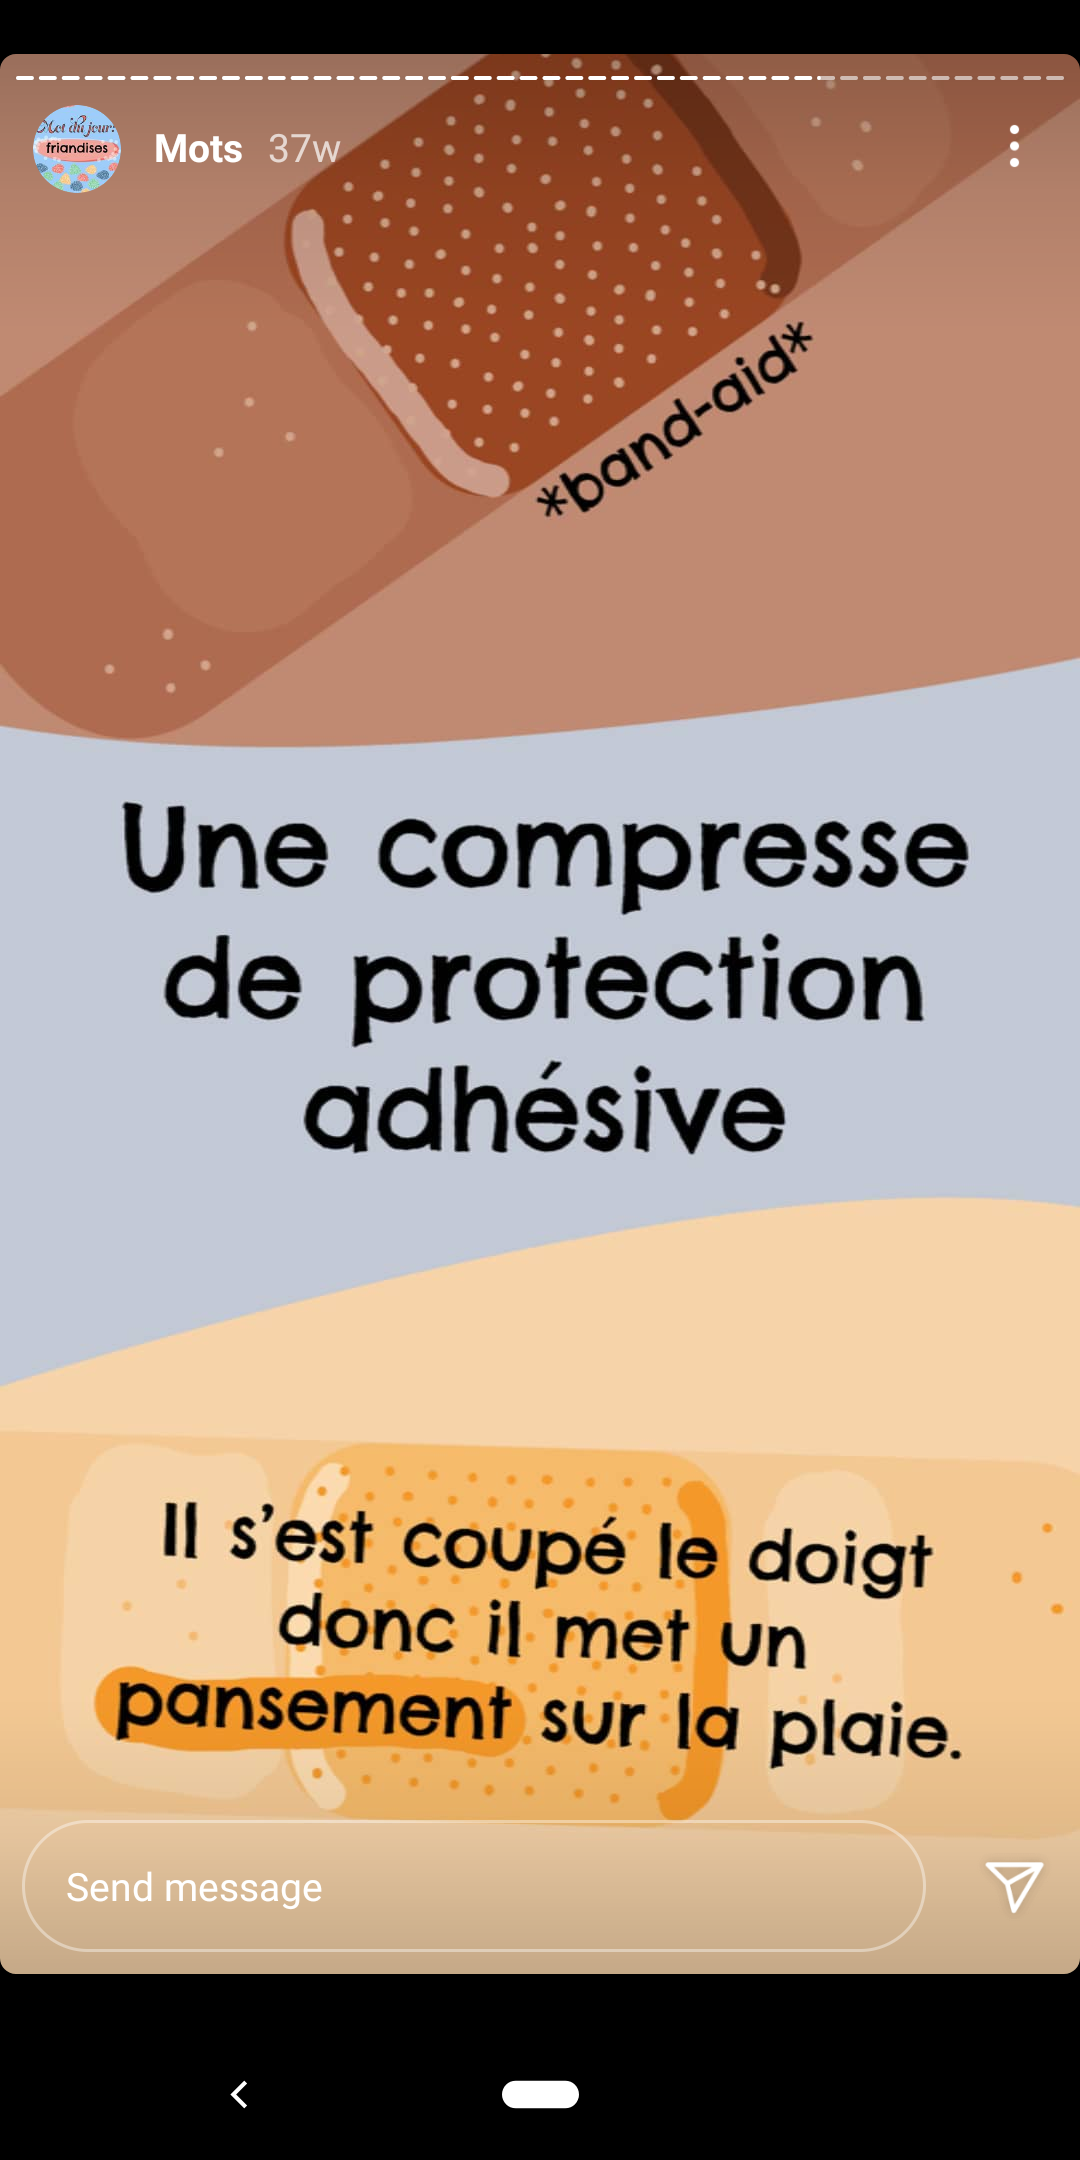 Mot du jour:
friandises
Mots 37w
*band-aid*
Une compresse
de protection
adhésive
Il s'est coupé le doigt
donc il met un
pansement sur la plaie.
Send message